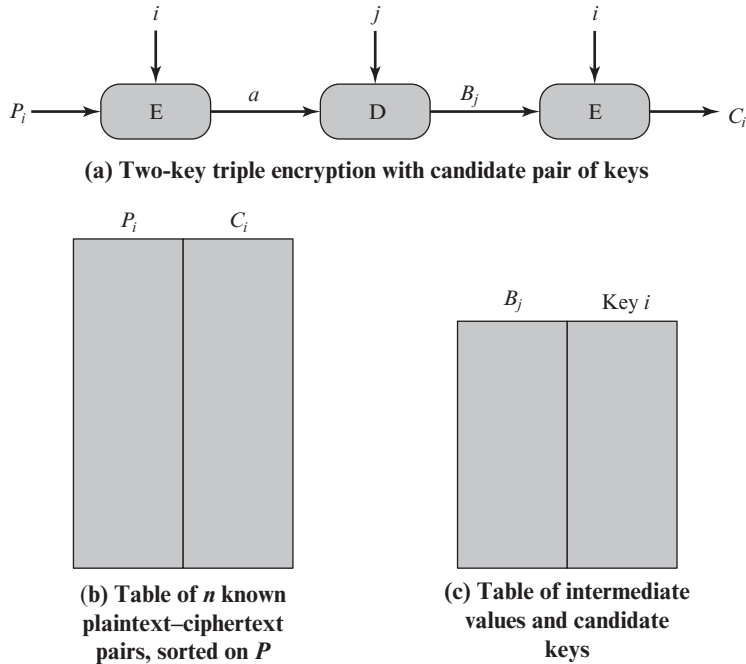 i j i
P_i E a D B_j E C_i
(a) Two-key triple encryption with candidate pair of keys
P_i C_i
(b) Table of n known
plaintext–ciphertext
pairs, sorted on P
B_j Key i
(c) Table of intermediate
values and candidate
keys